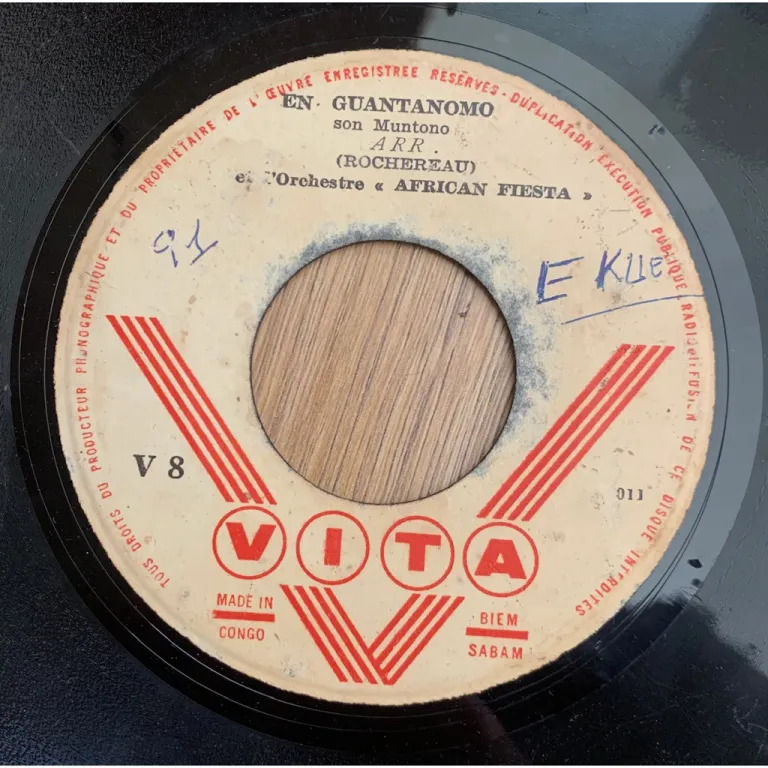 TOUS DROITS DU PRODUCTEUR PHONOGRAPHIQUE ET DU PROPRIÉTAIRE DE L'ŒUVRE ENREGISTREE RESERVES - DUPLICATION EXECUTION PUBLIQUE RADIODIFFUSION DE CE DISQUE INTERDITES
EN GUANTANOMO
son Muntono
ARR.
(ROCHEREAU)
et l'Orchestre « AFRICAN FIESTA »
91
E KUE
V 8
011
VITA
MADE IN
CONGO
BIEM
SABAM